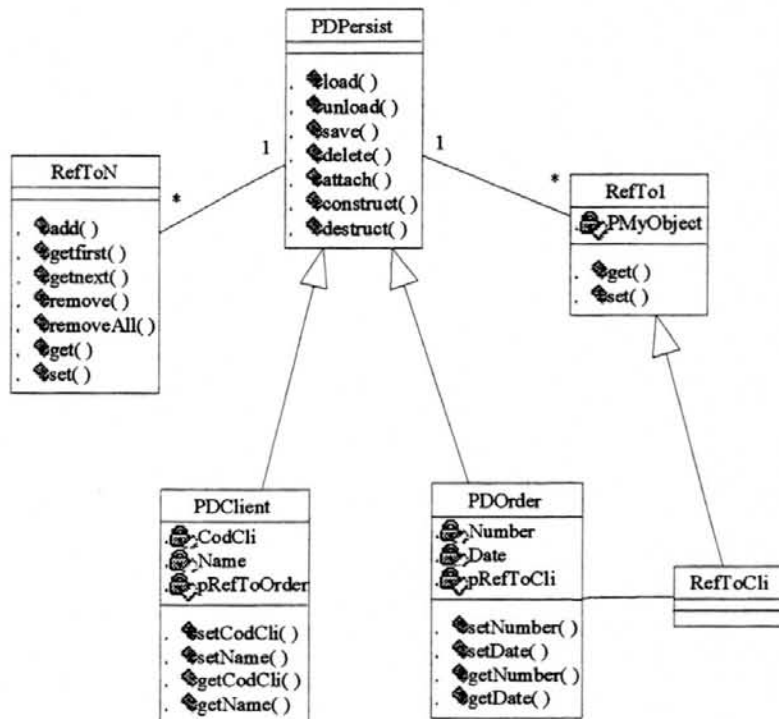 PDPersist
load( )
unload( )
save( )
delete( )
attach( )
construct( )
destruct( )
1
*
1
*
RefToN
add( )
getfirst( )
getnext( )
remove( )
removeAll( )
get( )
set( )
RefTo1
PMyObject
get( )
set( )
PDClient
CodCli
Name
pRefToOrder
setCodCli( )
setName( )
getCodCli( )
getName( )
PDOrder
Number
Date
pRefToCli
setNumber( )
setDate( )
getNumber( )
getDate( )
RefToCli